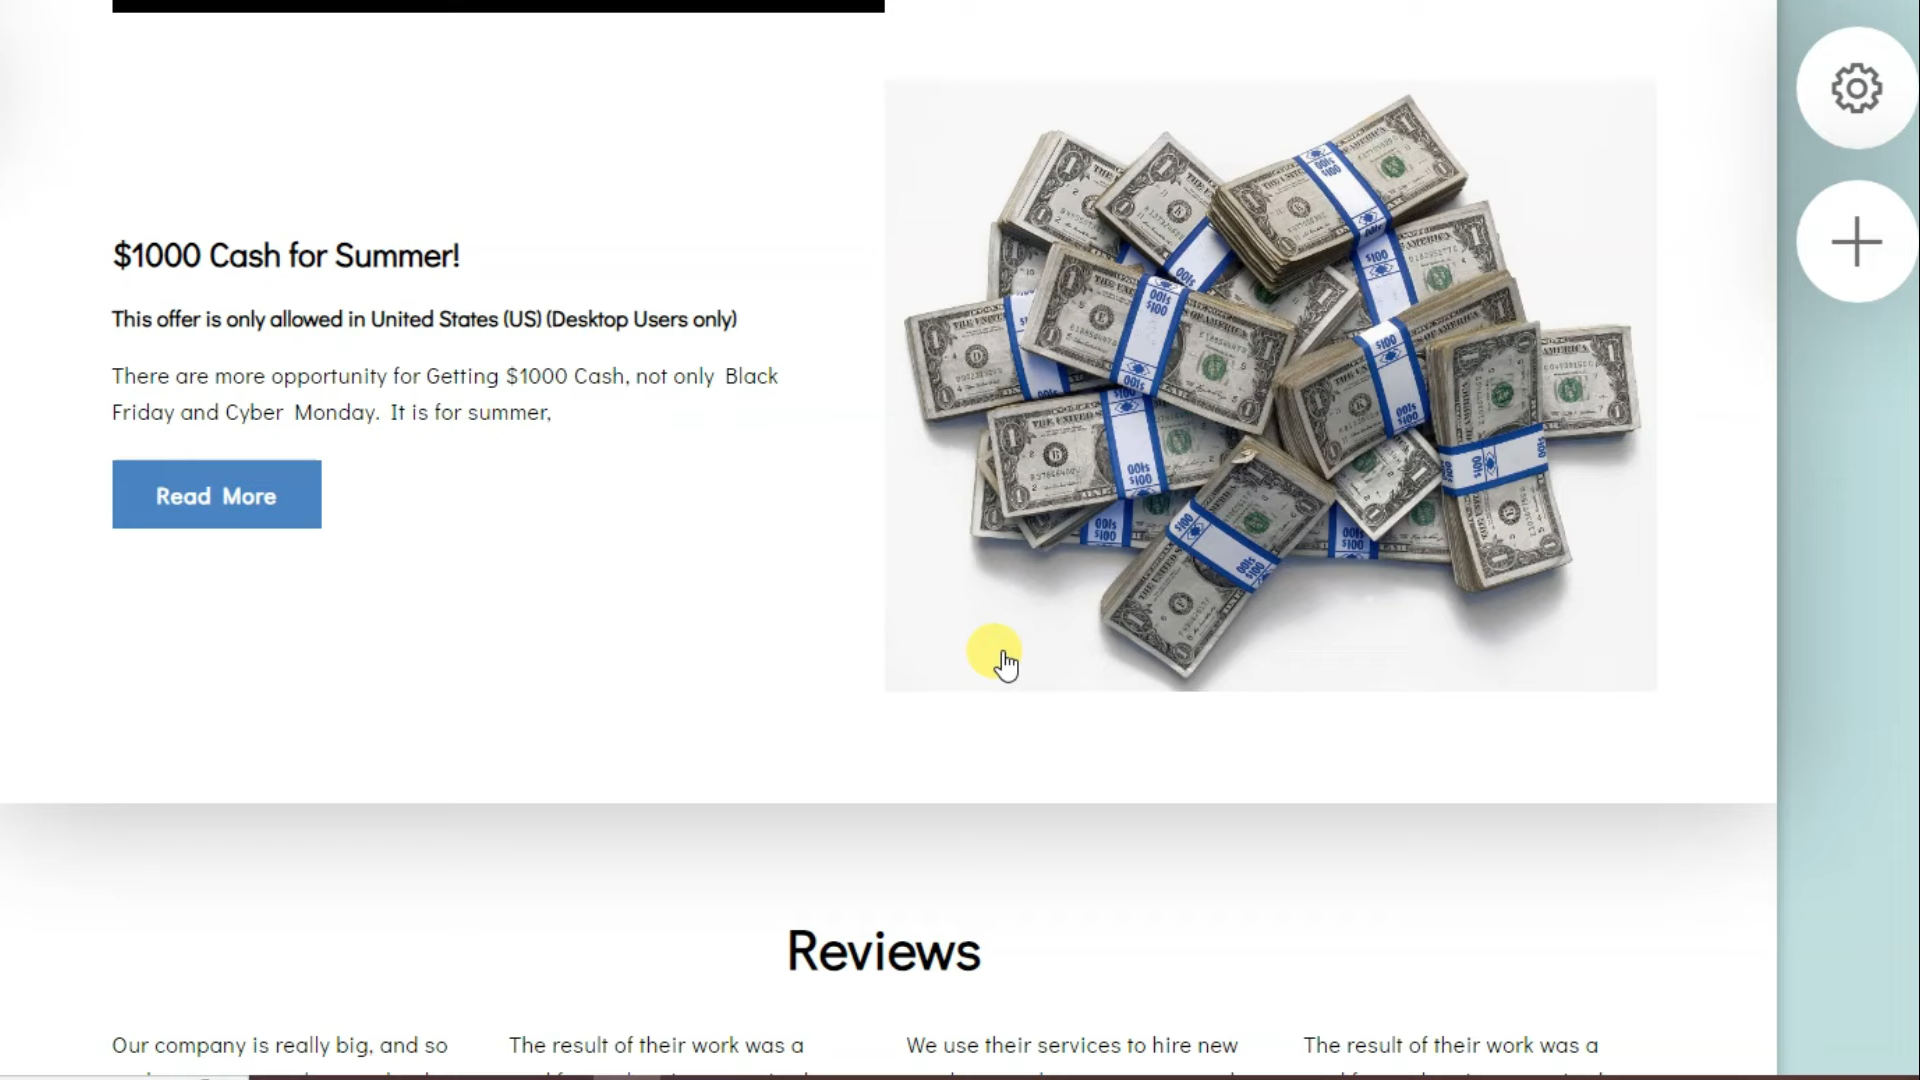 $1000 Cash for Summer!
This offer is only allowed in United States (US) (Desktop Users only)
There are more opportunity for Getting $1000 Cash, not only Black
Friday and Cyber Monday. It is for summer,
Read More
Reviews
Our company is really big, and so
The result of their work was a
We use their services to hire new
The result of their work was a